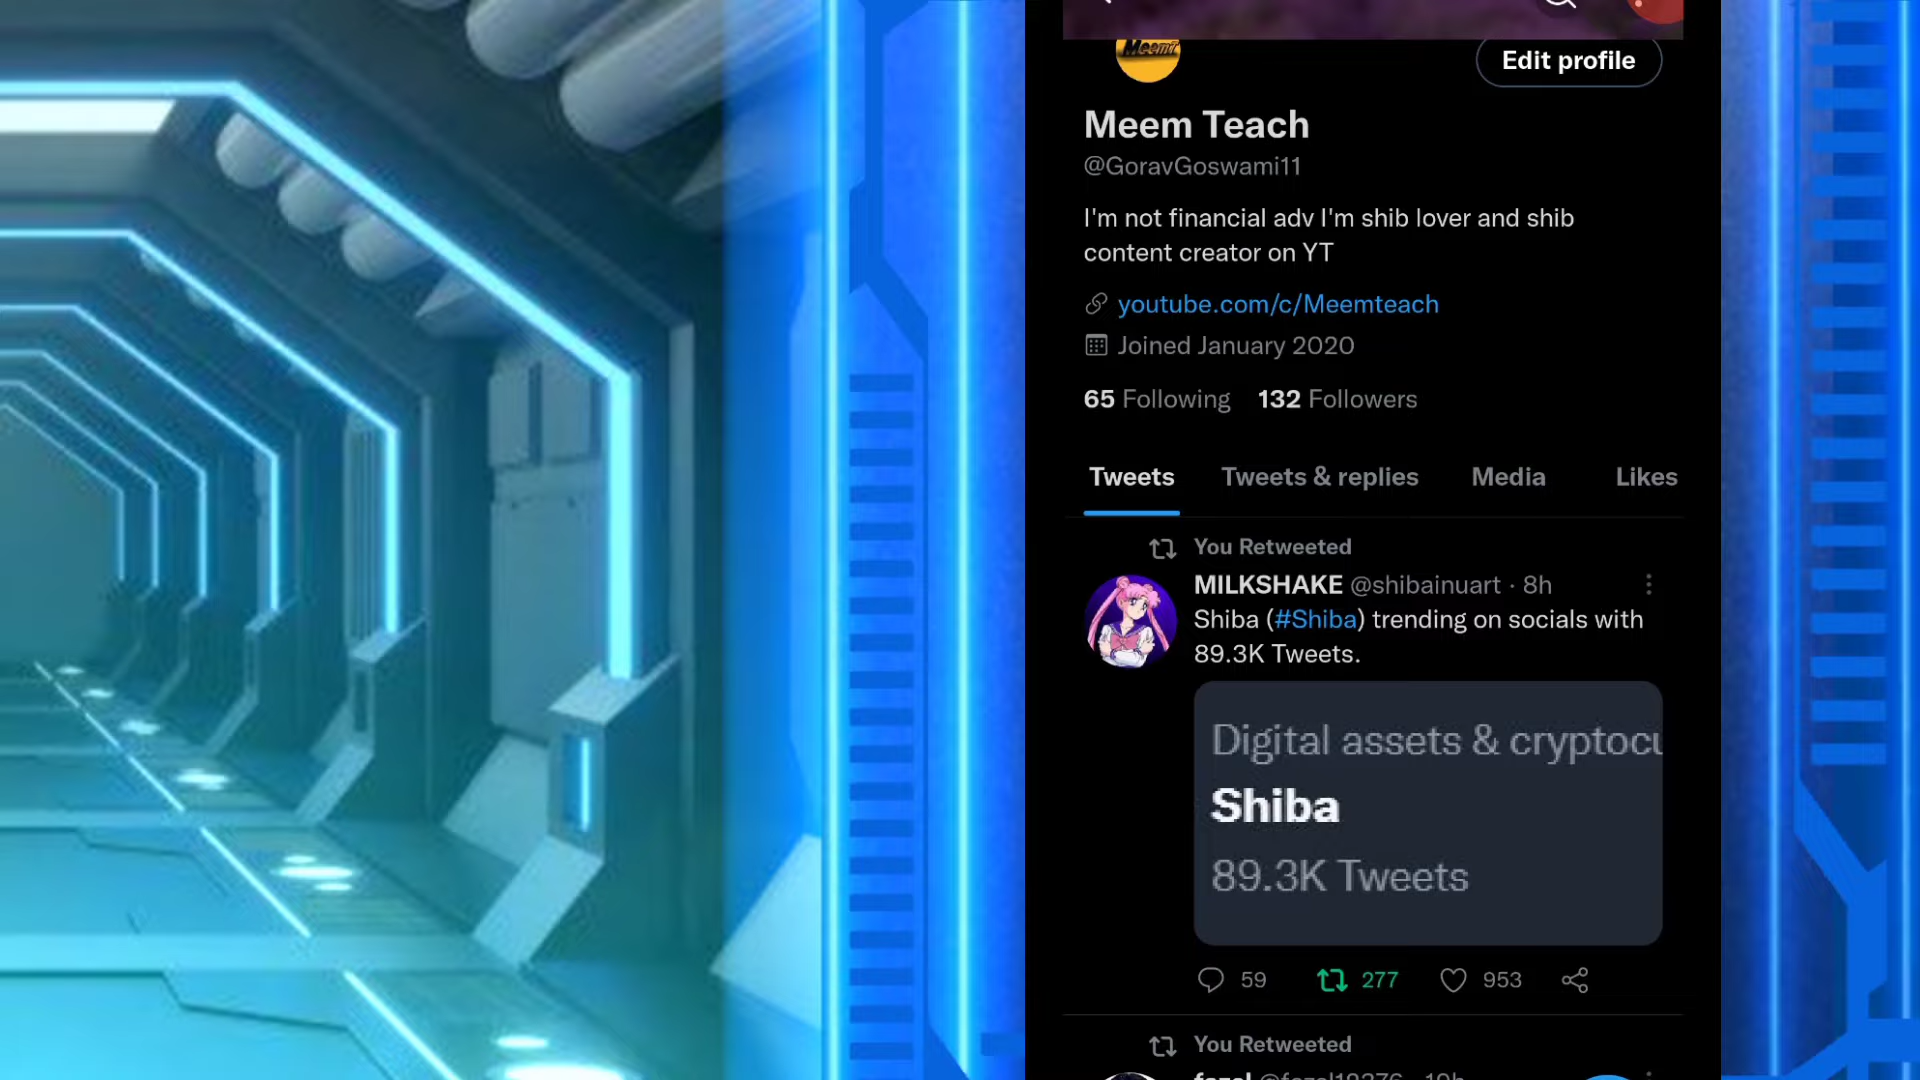 MeemT
Edit profile
Meem Teach
@GoravGoswami11
I'm not financial adv I'm shib lover and shib
content creator on YT
youtube.com/c/Meemteach
Joined January 2020
65 Following 132 Followers
Tweets Tweets & replies Media Likes
You Retweeted
MILKSHAKE @shibainuart · 8h
Shiba (#Shiba) trending on socials with
89.3K Tweets.
Digital assets & cryptocu
Shiba
89.3K Tweets
59 277 953
You Retweeted